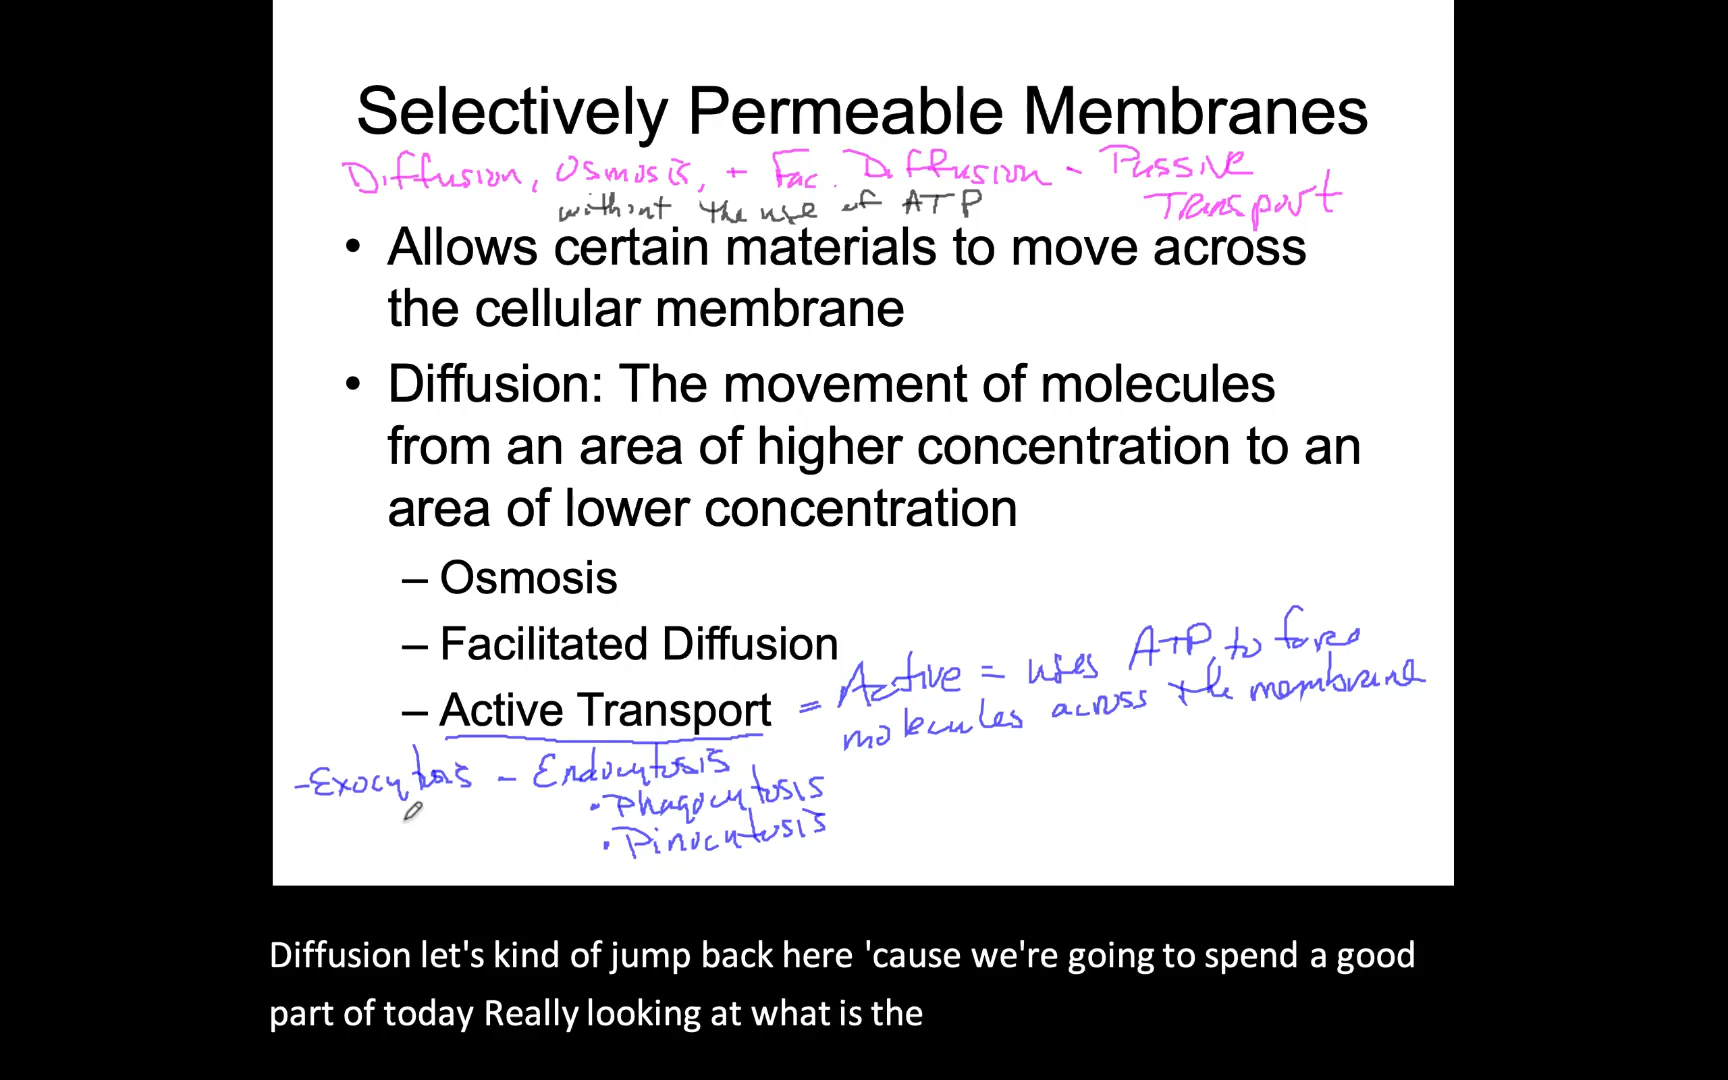 Selectively Permeable Membranes
Diffusion, Osmosis, + Fac. Diffusion - Passive
Transport
without the use of ATP
• Allows certain materials to move across
the cellular membrane
• Diffusion: The movement of molecules
from an area of higher concentration to an
area of lower concentration
– Osmosis
– Facilitated Diffusion
– Active Transport = Active = uses ATP to force
molecules across the membrane
- Exocytosis - Endocytosis
• Phagocytosis
• Pinocytosis
Diffusion let's kind of jump back here 'cause we're going to spend a good
part of today Really looking at what is the